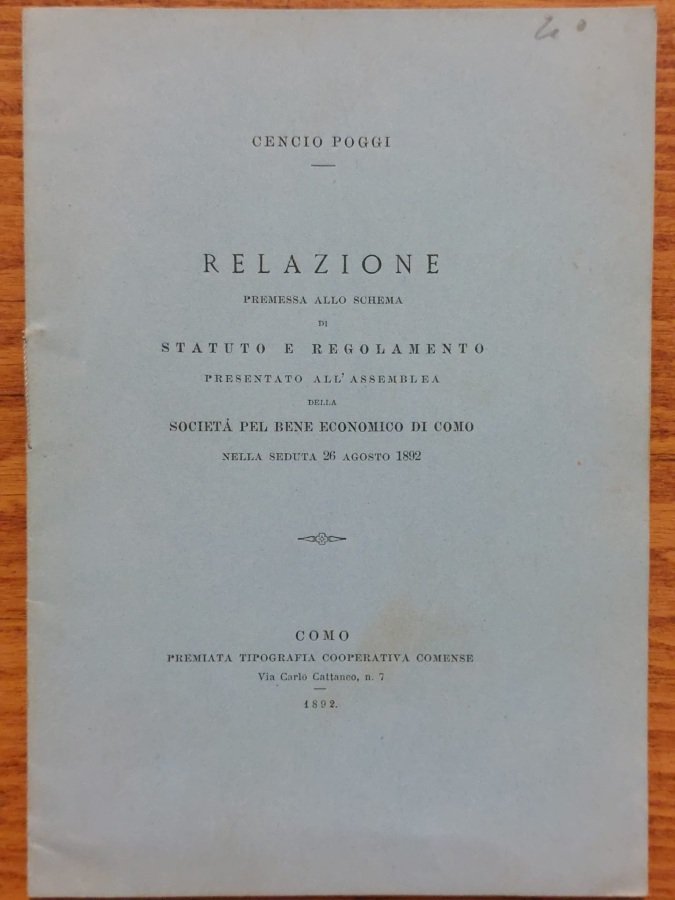 CENCIO POGGI
RELAZIONE
PREMESSA ALLO SCHEMA
DI
STATUTO E REGOLAMENTO
PRESENTATO ALL'ASSEMBLEA
DELLA
SOCIETÁ PEL BENE ECONOMICO DI COMO
NELLA SEDUTA 26 AGOSTO 1892
COMO
PREMIATA TIPOGRAFIA COOPERATIVA COMENSE
Via Carlo Cattaneo, n. 7
1892.